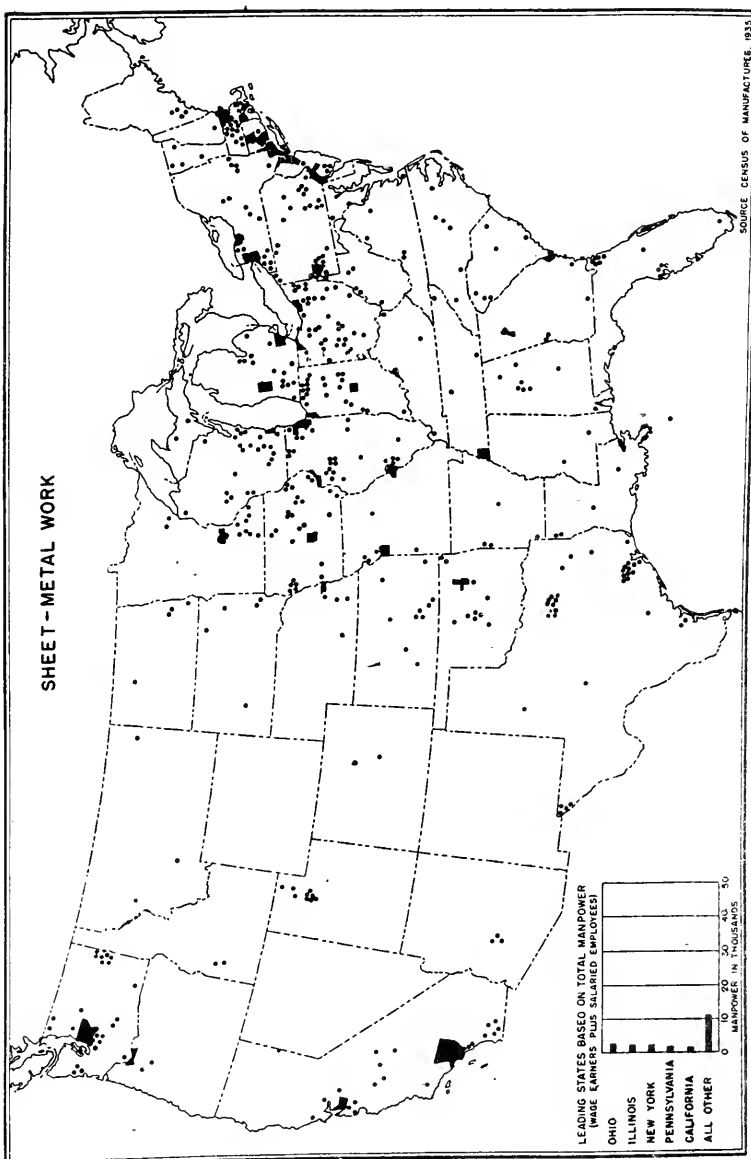 SHEET-METAL WORK
LEADING STATES BASED ON TOTAL MANPOWER
(WAGE EARNERS PLUS SALARIED EMPLOYEES)
OHIO
ILLINOIS
NEW YORK
PENNSYLVANIA
CALIFORNIA
ALL OTHER
0 10 20 30 40 50
MANPOWER IN THOUSANDS
SOURCE CENSUS OF MANUFACTURES, 1935